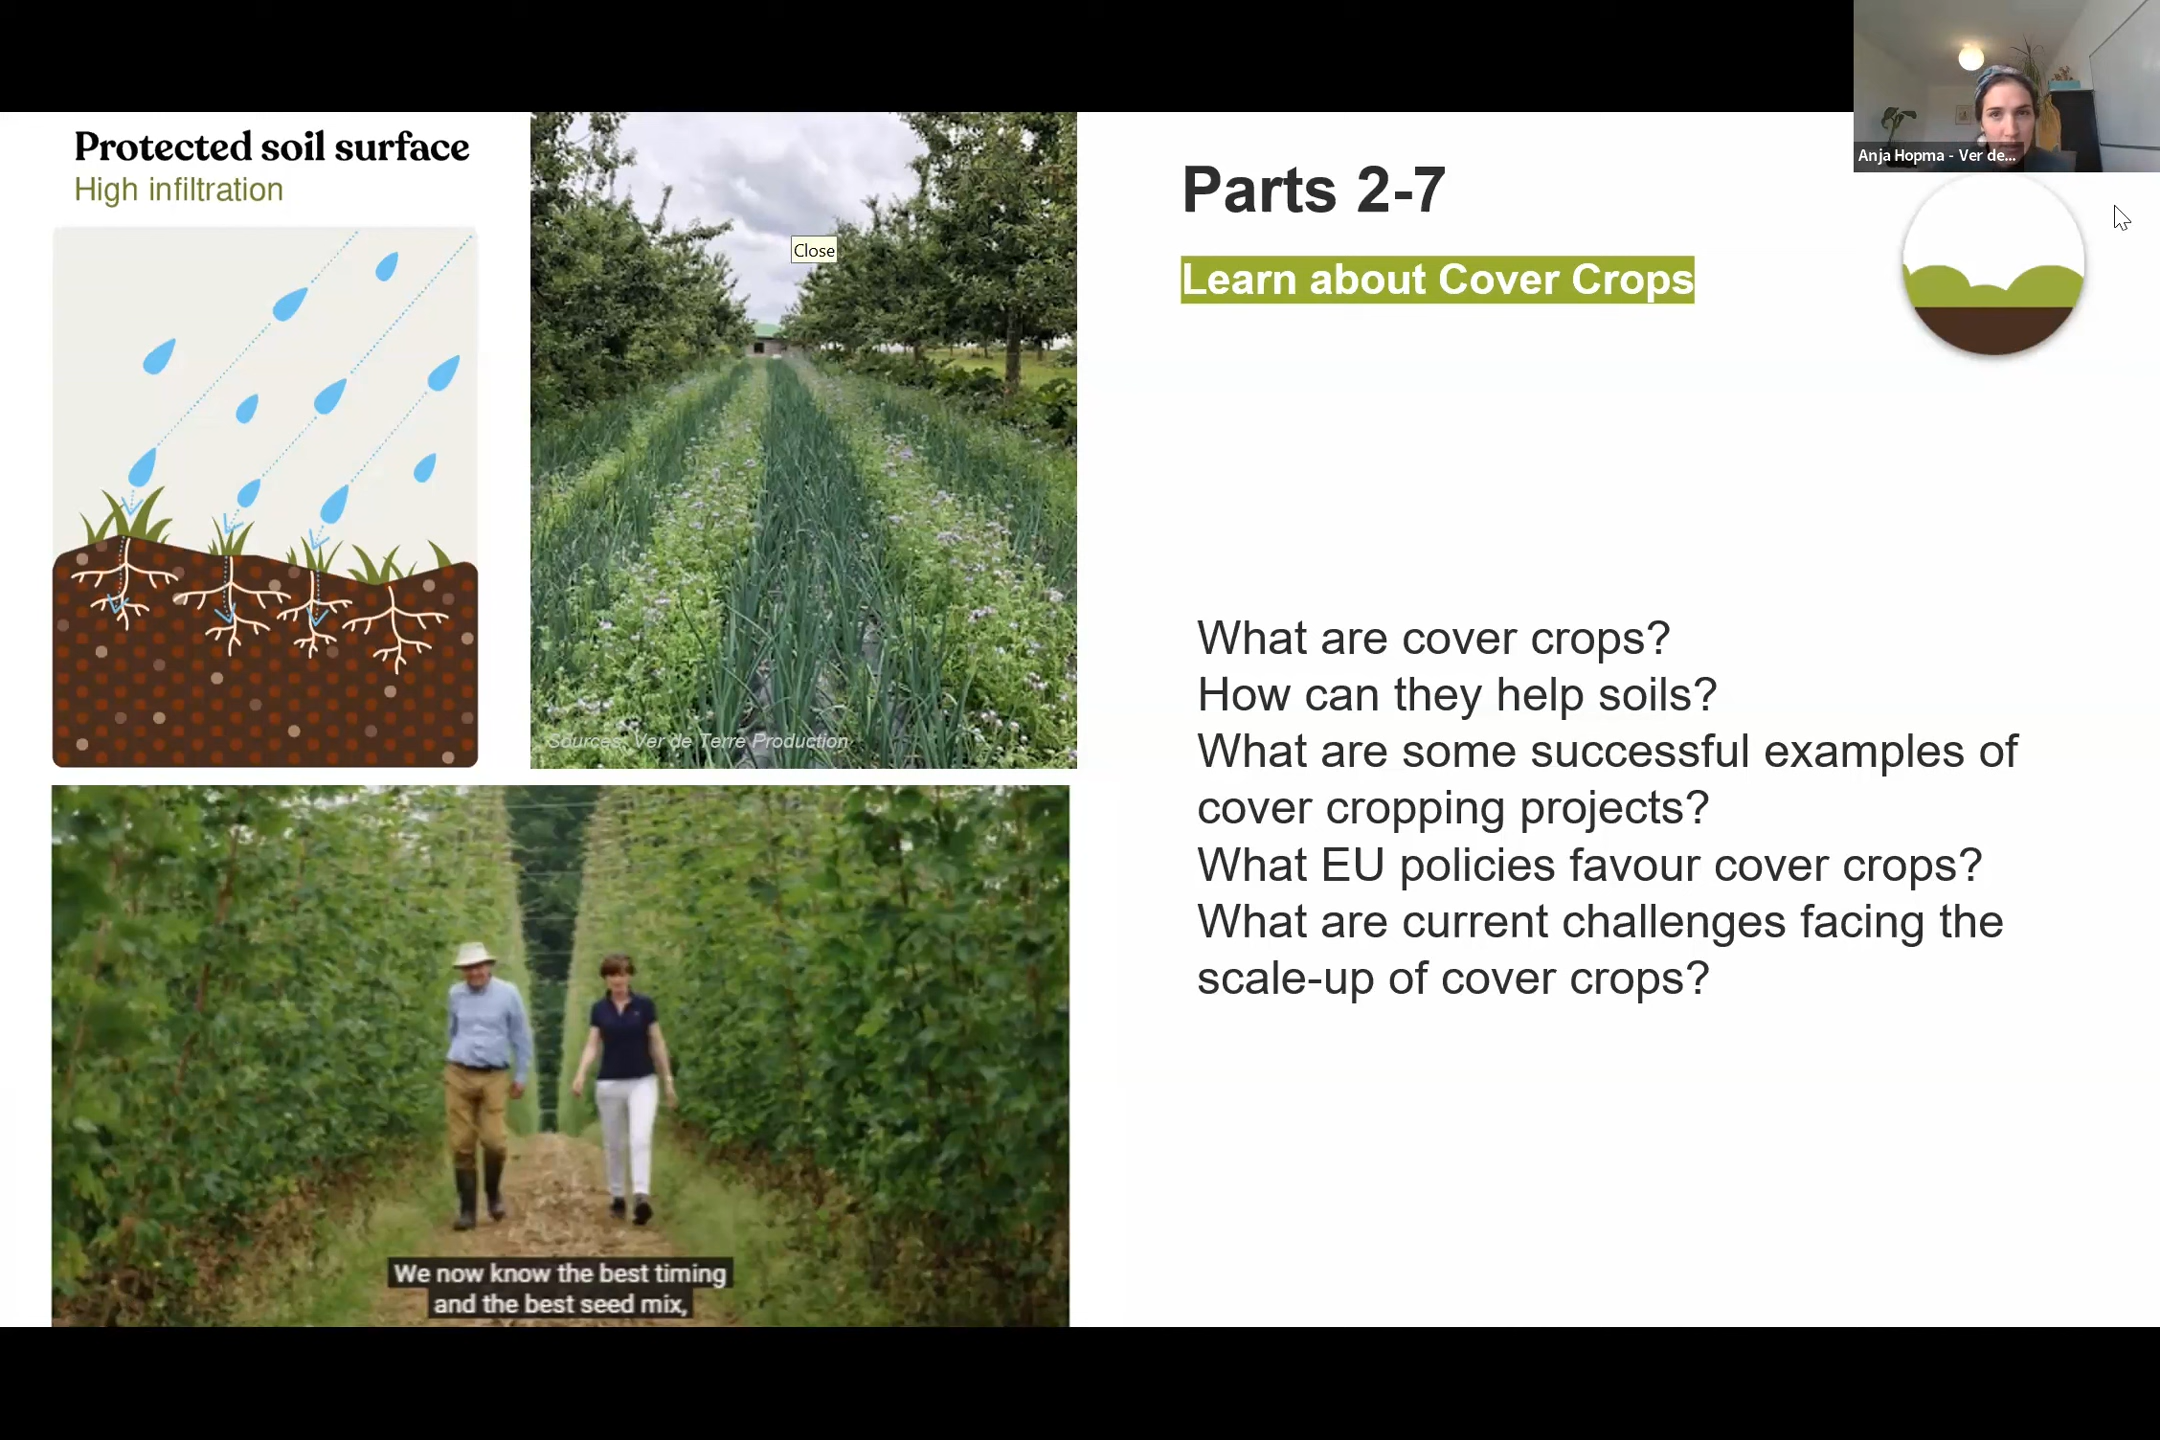 Protected soil surface
High infiltration
Close
Sources: Ver de Terre Production
We now know the best timing
and the best seed mix,
Anja Hopma - Ver de...
Parts 2-7
Learn about Cover Crops
What are cover crops?
How can they help soils?
What are some successful examples of
cover cropping projects?
What EU policies favour cover crops?
What are current challenges facing the
scale-up of cover crops?